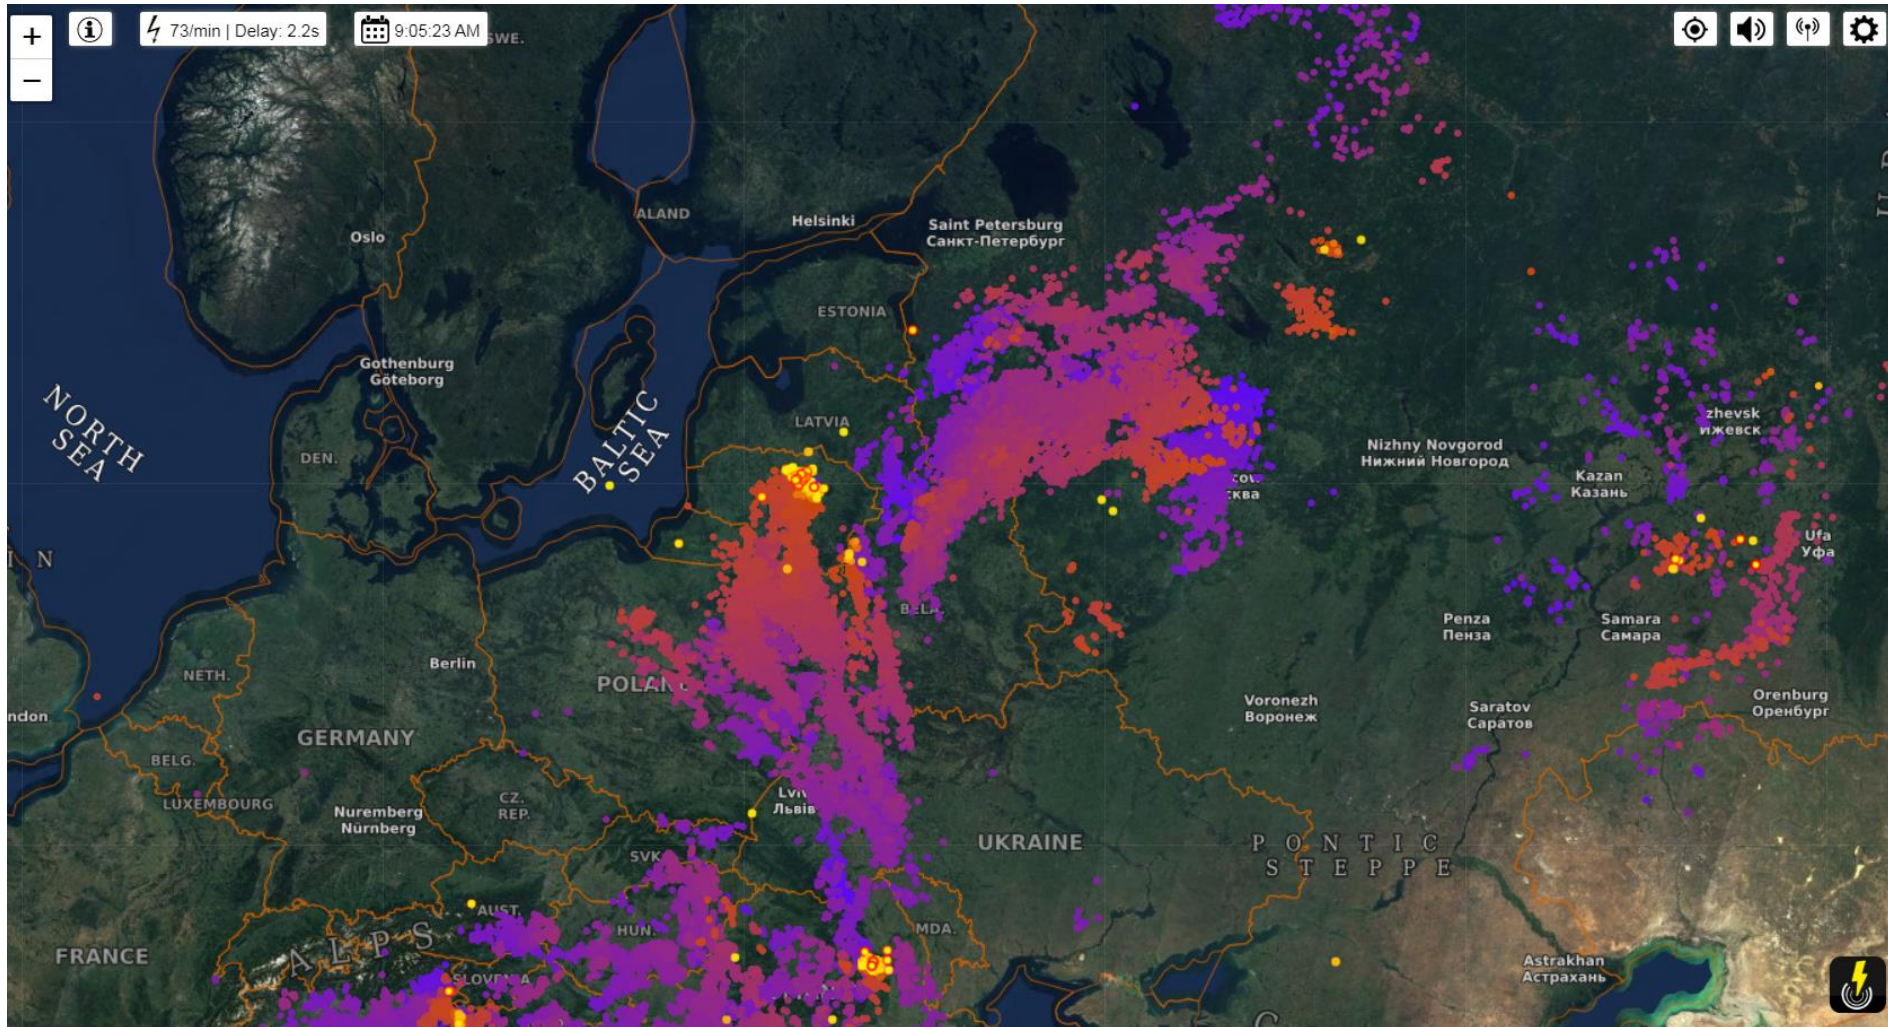 +
−
73/min | Delay: 2.2s
9:05:23 AM
SWE.
ALAND
Helsinki
Saint Petersburg
Санкт-Петербург
Oslo
ESTONIA
Gothenburg
Göteborg
NORTH
SEA
BALTIC
SEA
DEN.
LATVIA
zhevsk
ижевск
Nizhny Novgorod
Нижний Новгород
Kazan
Казань
сква
Ufa
Уфа
I N
BELA.
Penza
Пенза
Samara
Самара
Berlin
NETH.
POLAN
Voronezh
Воронеж
Saratov
Саратов
Orenburg
Оренбург
ndon
GERMANY
BELG.
LUXEMBOURG
CZ.
REP.
Nuremberg
Nürnberg
Lviv
Львів
UKRAINE
PONTIC
STEPPE
SVK.
AUST.
HUN.
MDA.
ALPS
FRANCE
SLOVENIA
Astrakhan
Астрахань